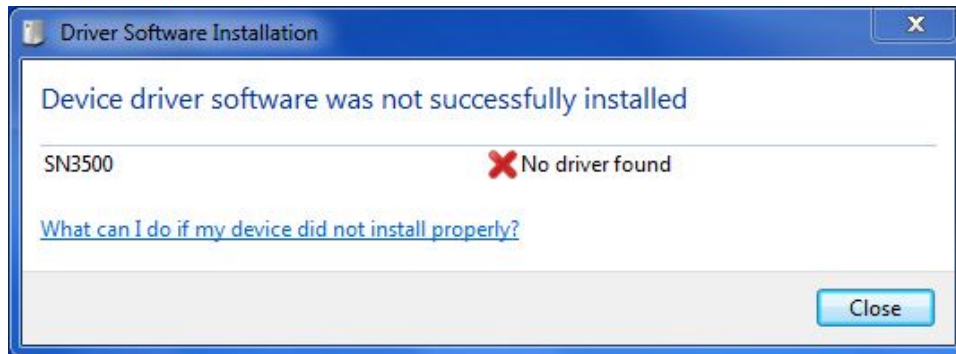 Driver Software Installation
X
Device driver software was not successfully installed
SN3500 No driver found
What can I do if my device did not install properly?
Close